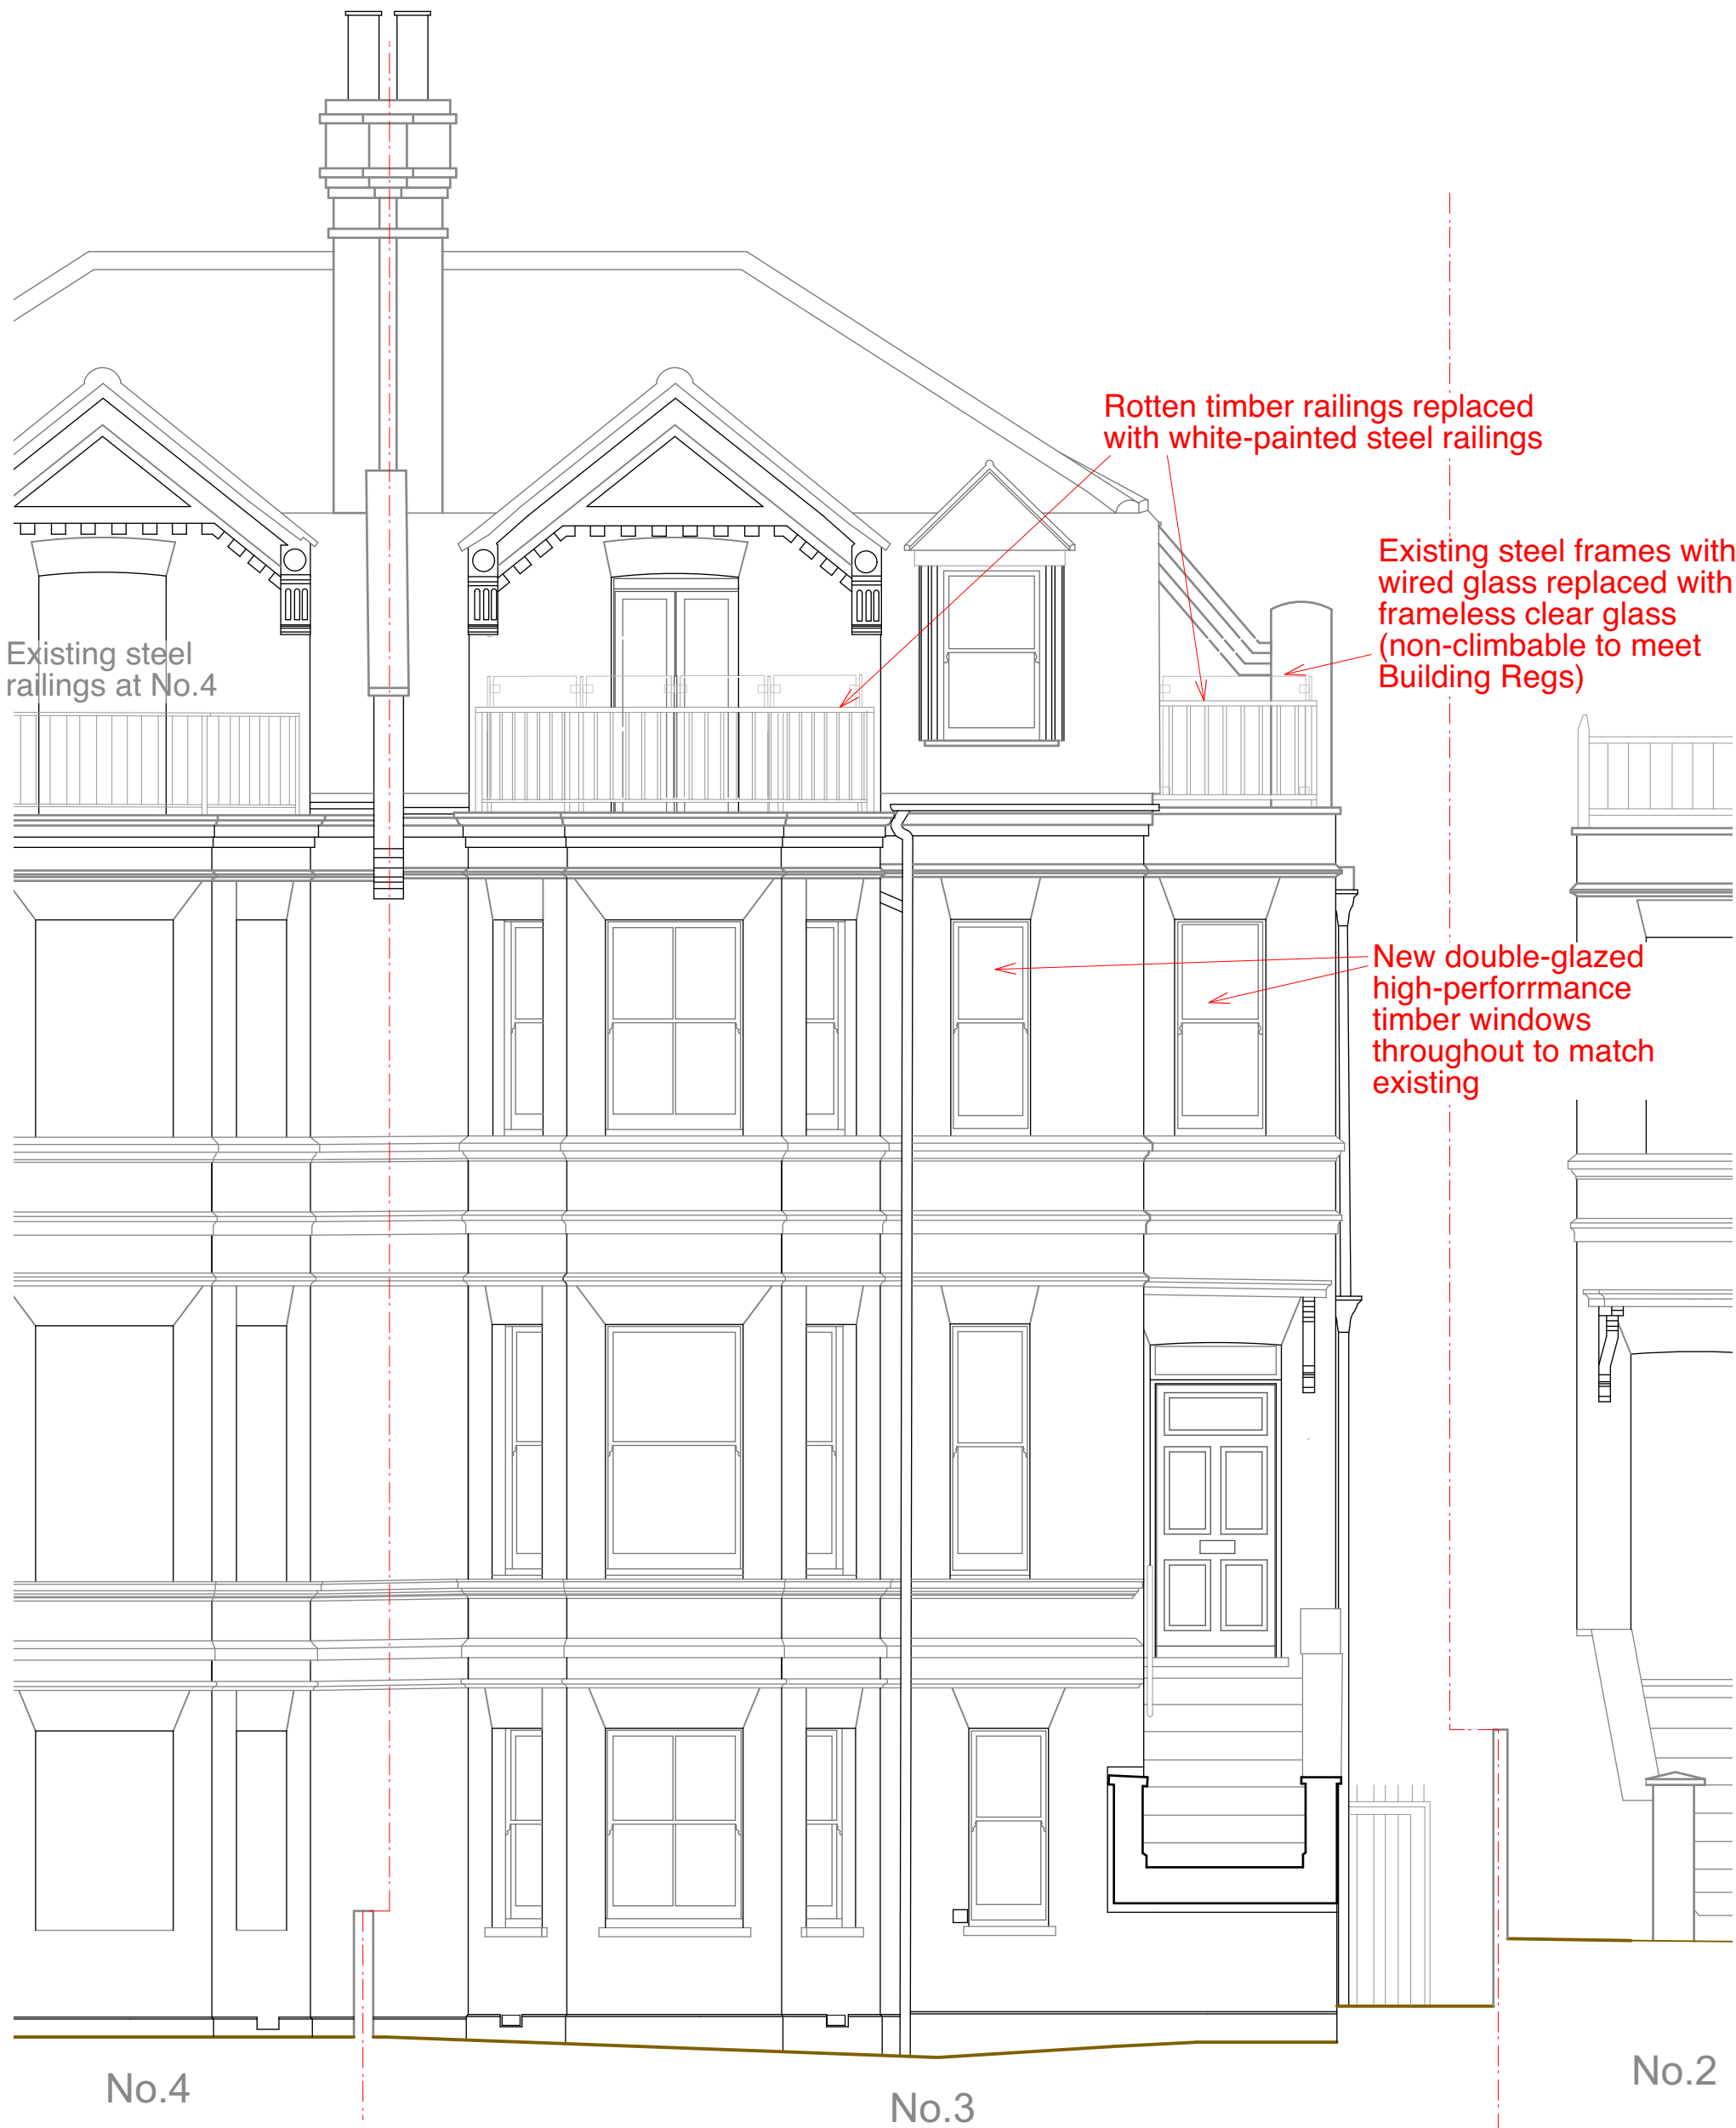 Rotten timber railings replaced
with white-painted steel railings
Existing steel frames with
wired glass replaced with
frameless clear glass
(non-climbable to meet
Building Regs)
Existing steel
railings at No.4
New double-glazed
high-perforrmance
timber windows
throughout to match
existing
No.4
No.3
No.2